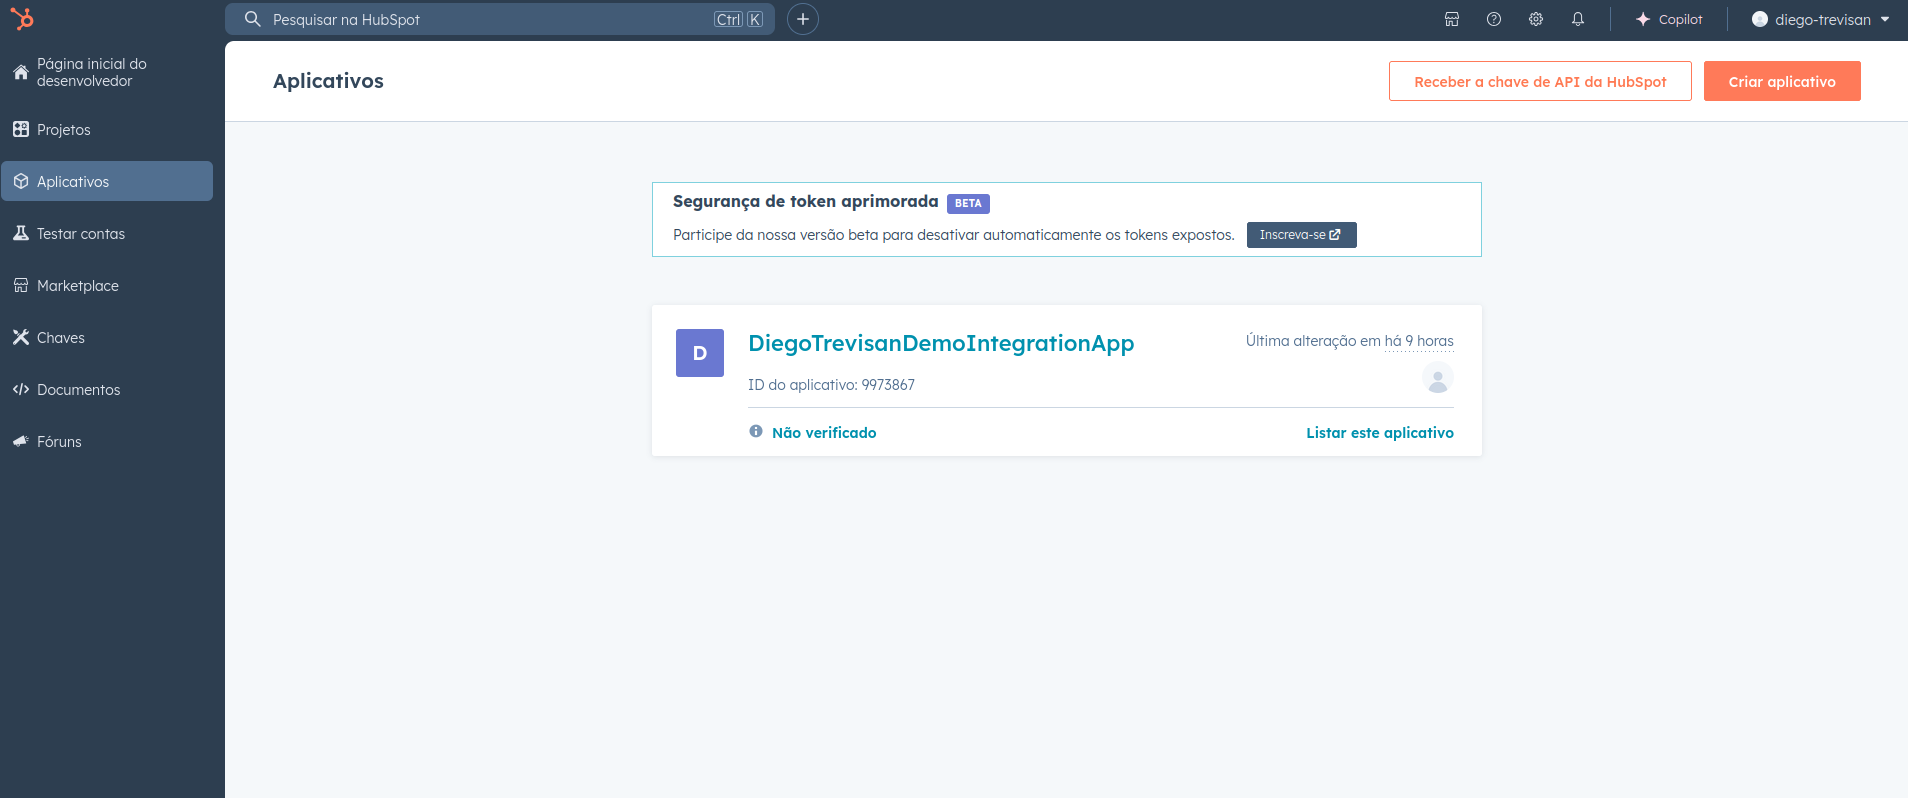 Pesquisar na HubSpot
Ctrl K
Copilot
diego-trevisan
Página inicial do
desenvolvedor
Projetos
Aplicativos
Testar contas
Marketplace
Chaves
Documentos
Fóruns
Aplicativos
Receber a chave de API da HubSpot
Criar aplicativo
Segurança de token aprimorada BETA
Participe da nossa versão beta para desativar automaticamente os tokens expostos. Inscreva-se
D
DiegoTrevisanDemoIntegrationApp
Última alteração em há 9 horas
ID do aplicativo: 9973867
Não verificado
Listar este aplicativo